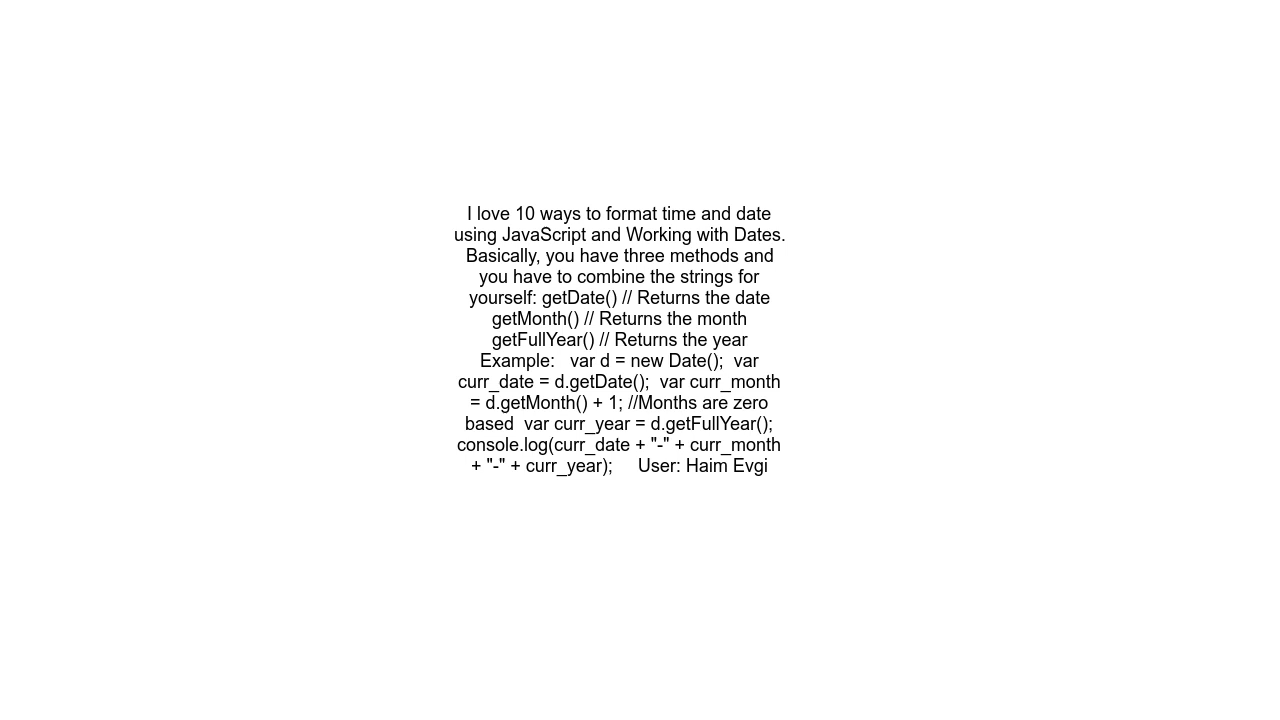 I love 10 ways to format time and date
using JavaScript and Working with Dates.
Basically, you have three methods and
you have to combine the strings for
yourself: getDate() // Returns the date
getMonth() // Returns the month
getFullYear() // Returns the year
Example:   var d = new Date();  var
curr_date = d.getDate();  var curr_month
= d.getMonth() + 1; //Months are zero
based  var curr_year = d.getFullYear();
console.log(curr_date + "-" + curr_month
+ "-" + curr_year);     User: Haim Evgi